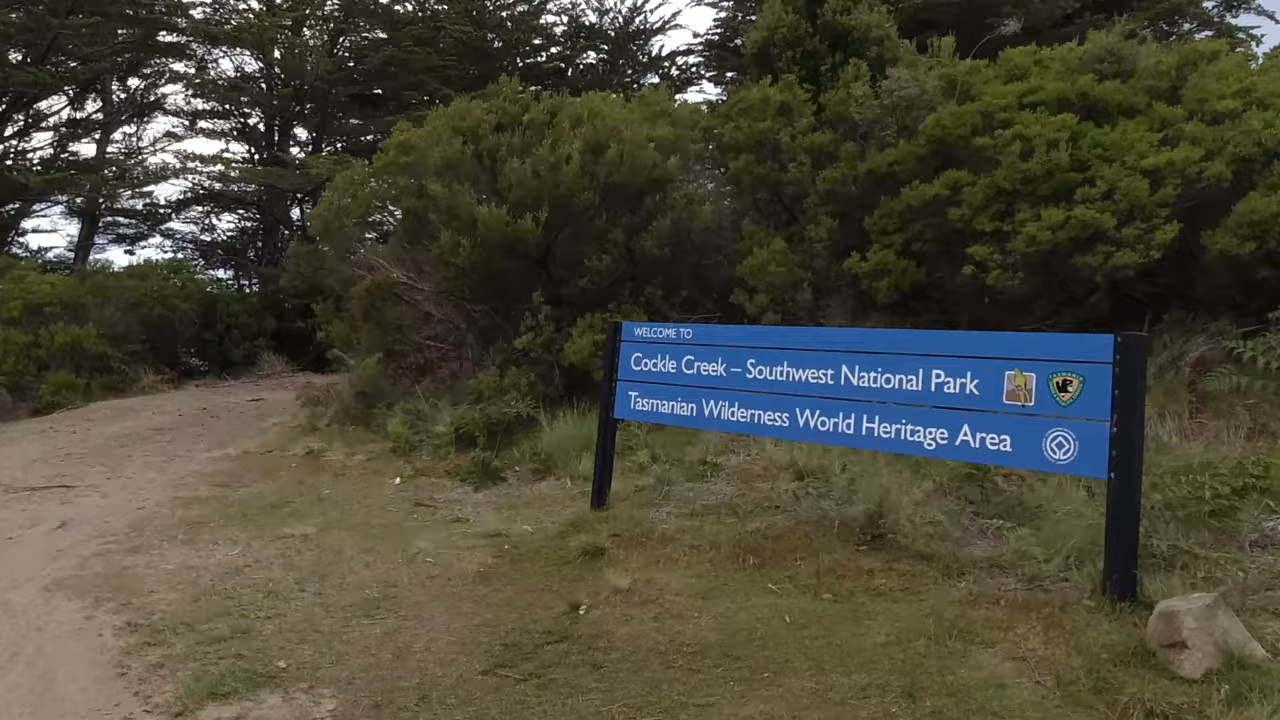 WELCOME TO
Cockle Creek – Southwest National Park
Tasmanian Wilderness World Heritage Area